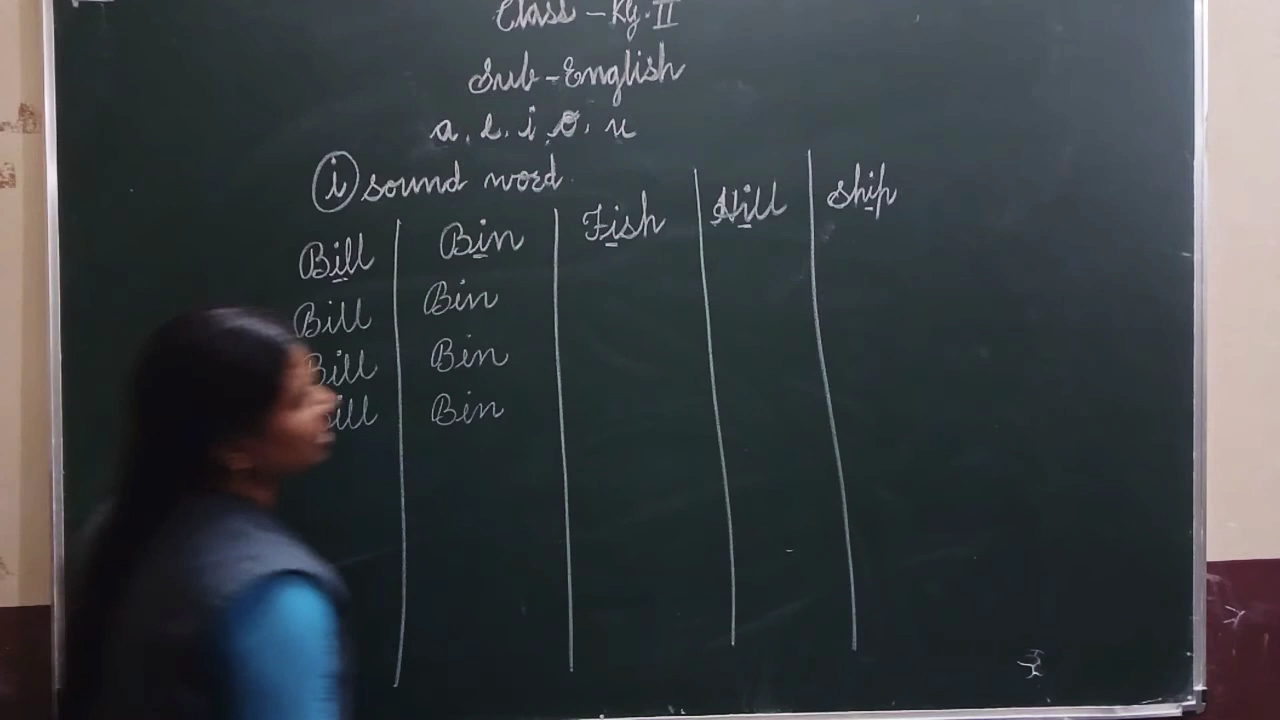 Class - KG. II
Sub - English
a, e, i, o, u
i sound word.
Bill Bin Fish Hill Ship
Bill Bin
Bill Bin
Bill Bin